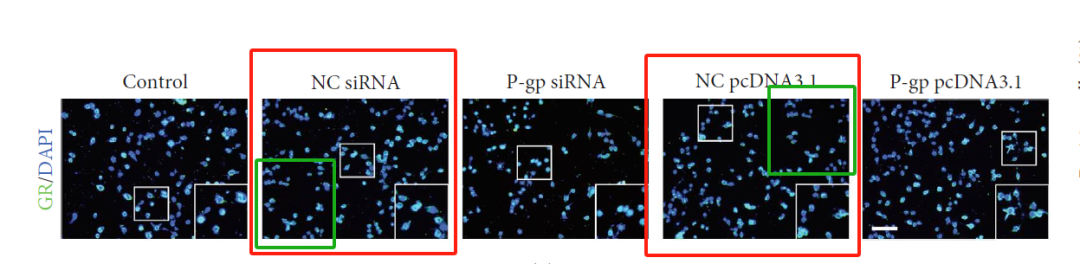 Control
NC siRNA
P-gp siRNA
NC pcDNA3.1
P-gp pcDNA3.1
GR/DAPI